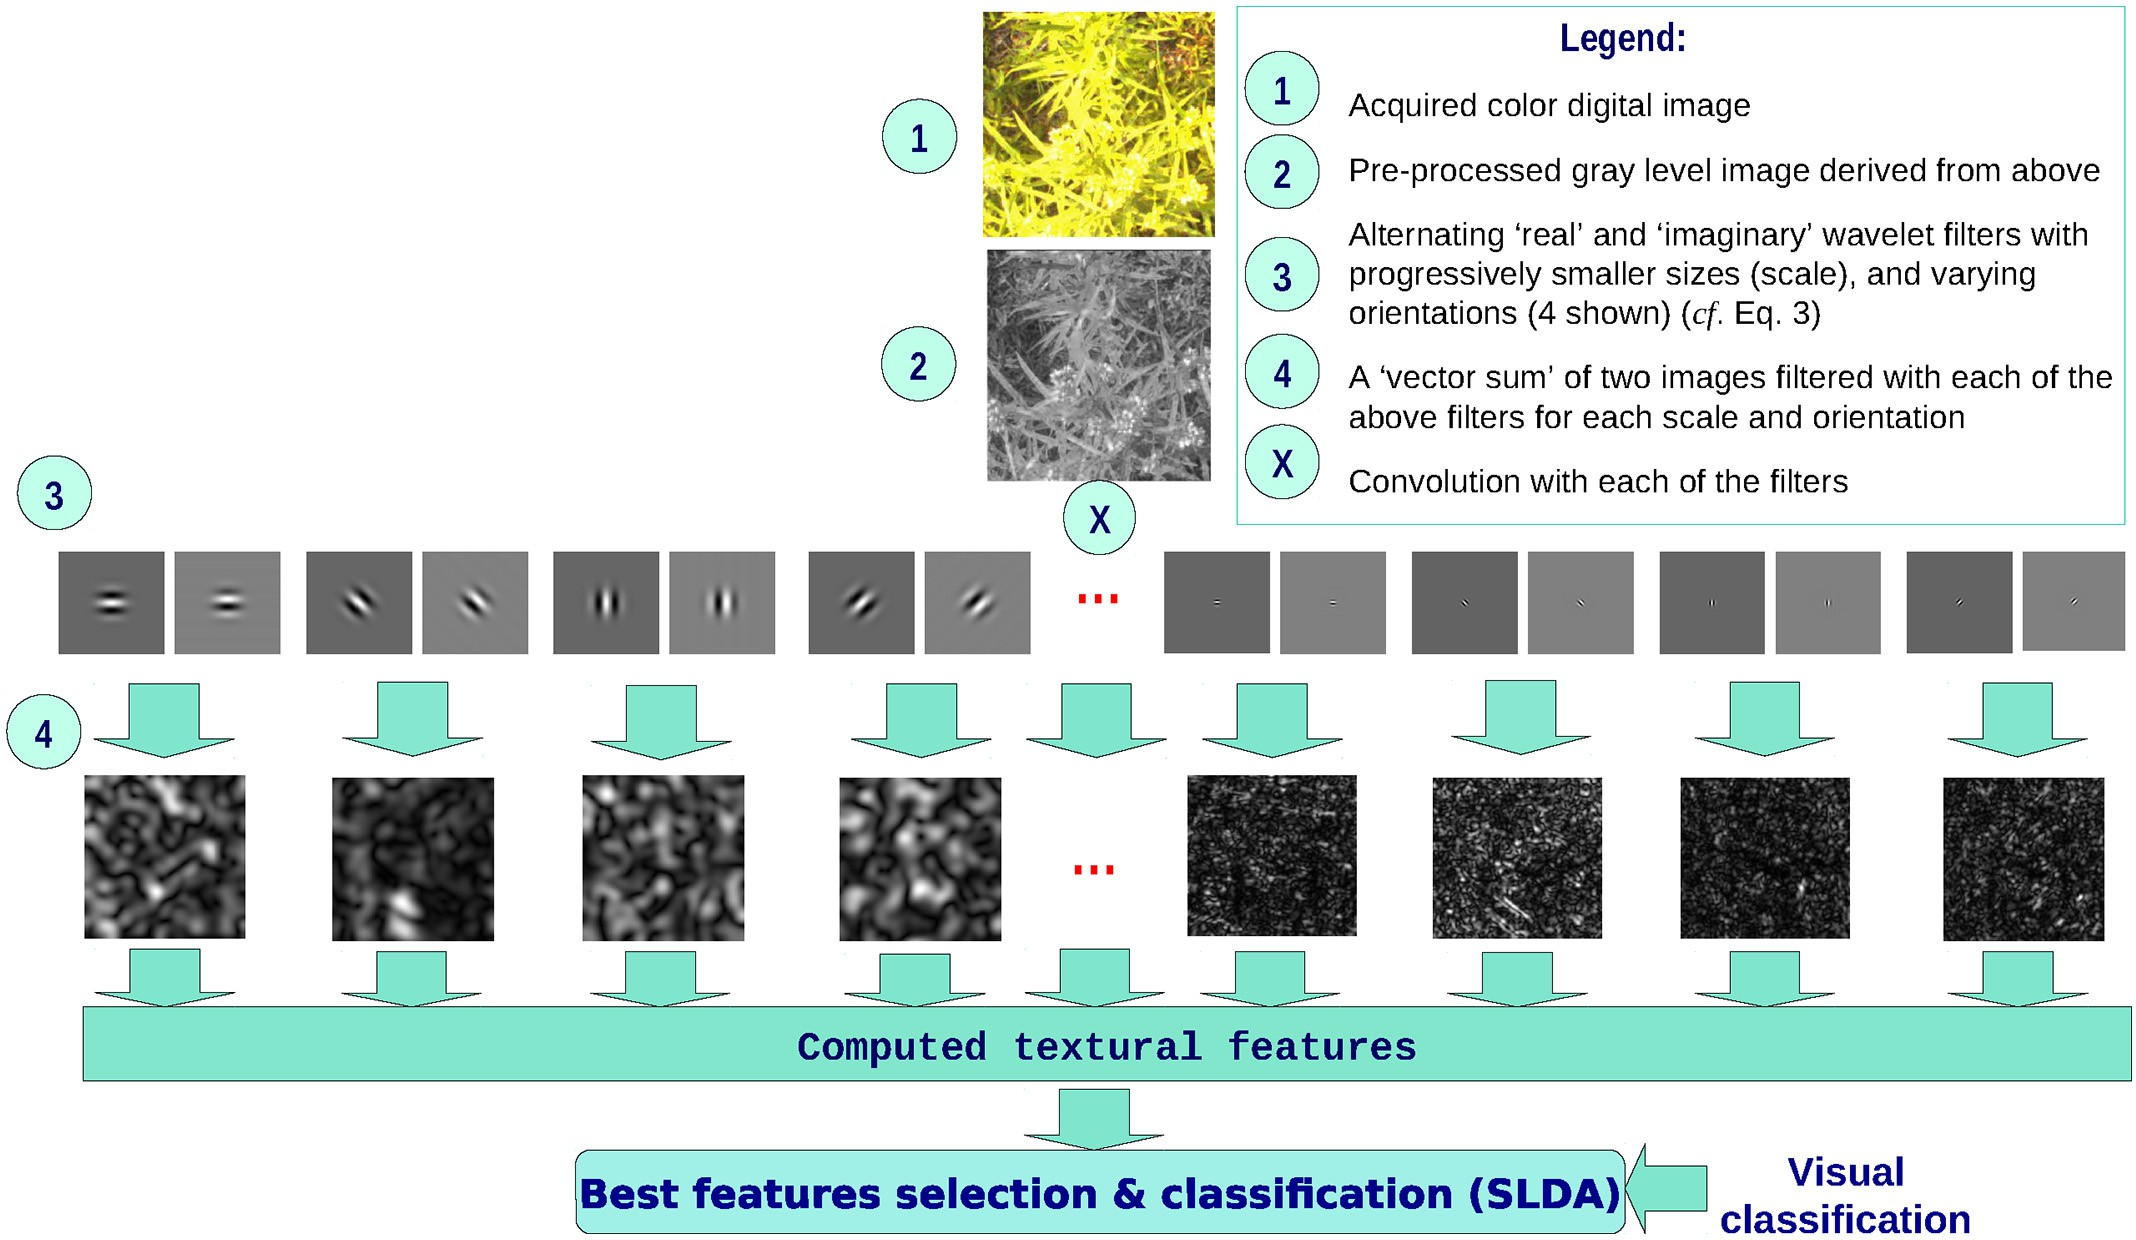 Legend:
1
Acquired color digital image
2
Pre-processed gray level image derived from above
3
Alternating ‘real’ and ‘imaginary’ wavelet filters with
progressively smaller sizes (scale), and varying
orientations (4 shown) (cf. Eq. 3)
4
A ‘vector sum’ of two images filtered with each of the
above filters for each scale and orientation
X
Convolution with each of the filters
1
2
X
3
...
4
...
Computed textural features
Best features selection & classification (SLDA)
Visual
classification